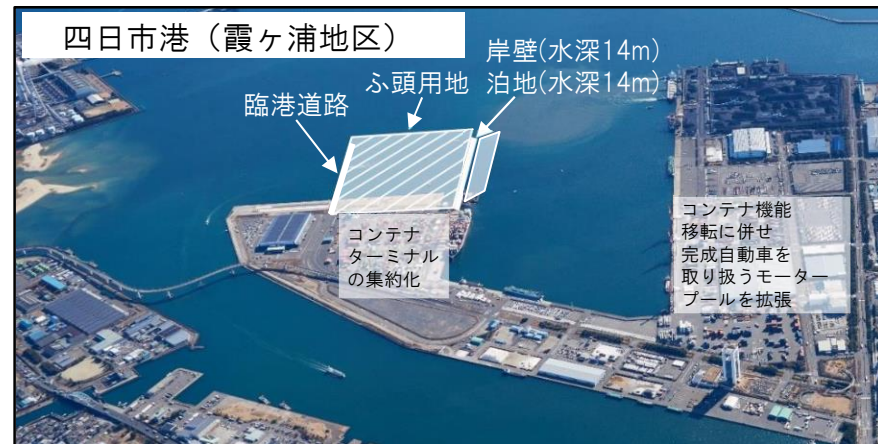 四日市港（霞ヶ浦地区）
岸壁(水深14m)
ふ頭用地 泊地(水深14m)
臨港道路
コンテナ
ターミナル
の集約化
コンテナ機能
移転に併せ
完成自動車を
取り扱うモーター
プールを拡張